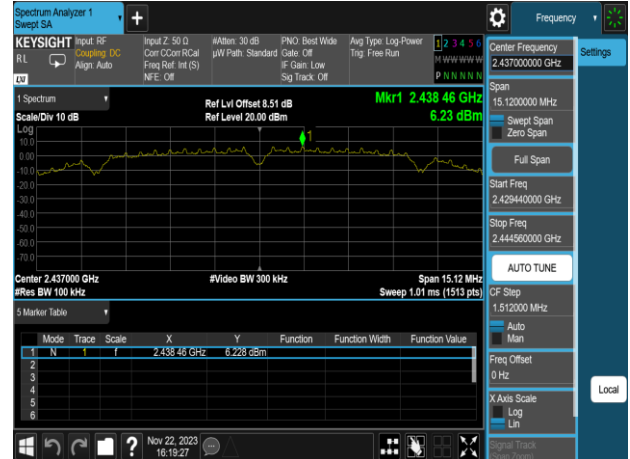 Spectrum Analyzer 1
Swept SA
+
Frequency
KEYSIGHT
RL
LXI
Input: RF
Coupling: DC
Align: Auto
Input Z: 50 Ω
Corr CCorr RCal
Freq Ref: Int (S)
NFE: Off
#Atten: 30 dB
µW Path: Standard
PNO: Best Wide
Gate: Off
IF Gain: Low
Sig Track: Off
Avg Type: Log-Power
Trig: Free Run
1 2 3 4 5 6
M W W W W W
P N N N N N
1 Spectrum
Scale/Div 10 dB
Ref Lvl Offset 8.51 dB
Ref Level 20.00 dBm
Mkr1 2.438 46 GHz
6.23 dBm
Log
10.0
0.00
-10.0
-20.0
-30.0
-40.0
-50.0
-60.0
-70.0
1
Center 2.437000 GHz
#Res BW 100 kHz
#Video BW 300 kHz
Span 15.12 MHz
Sweep 1.01 ms (1513 pts)
5 Marker Table
Mode Trace Scale X Y Function Function Width Function Value
1 N 1 f 2.438 46 GHz 6.228 dBm
2
3
4
5
6
Nov 22, 2023
16:19:27
Center Frequency
2.437000000 GHz
Span
15.1200000 MHz
Swept Span
Zero Span
Full Span
Start Freq
2.429440000 GHz
Stop Freq
2.444560000 GHz
AUTO TUNE
CF Step
1.512000 MHz
Auto
Man
Freq Offset
0 Hz
X Axis Scale
Log
Lin
Signal Track
(Span Zoom)
Settings
Local